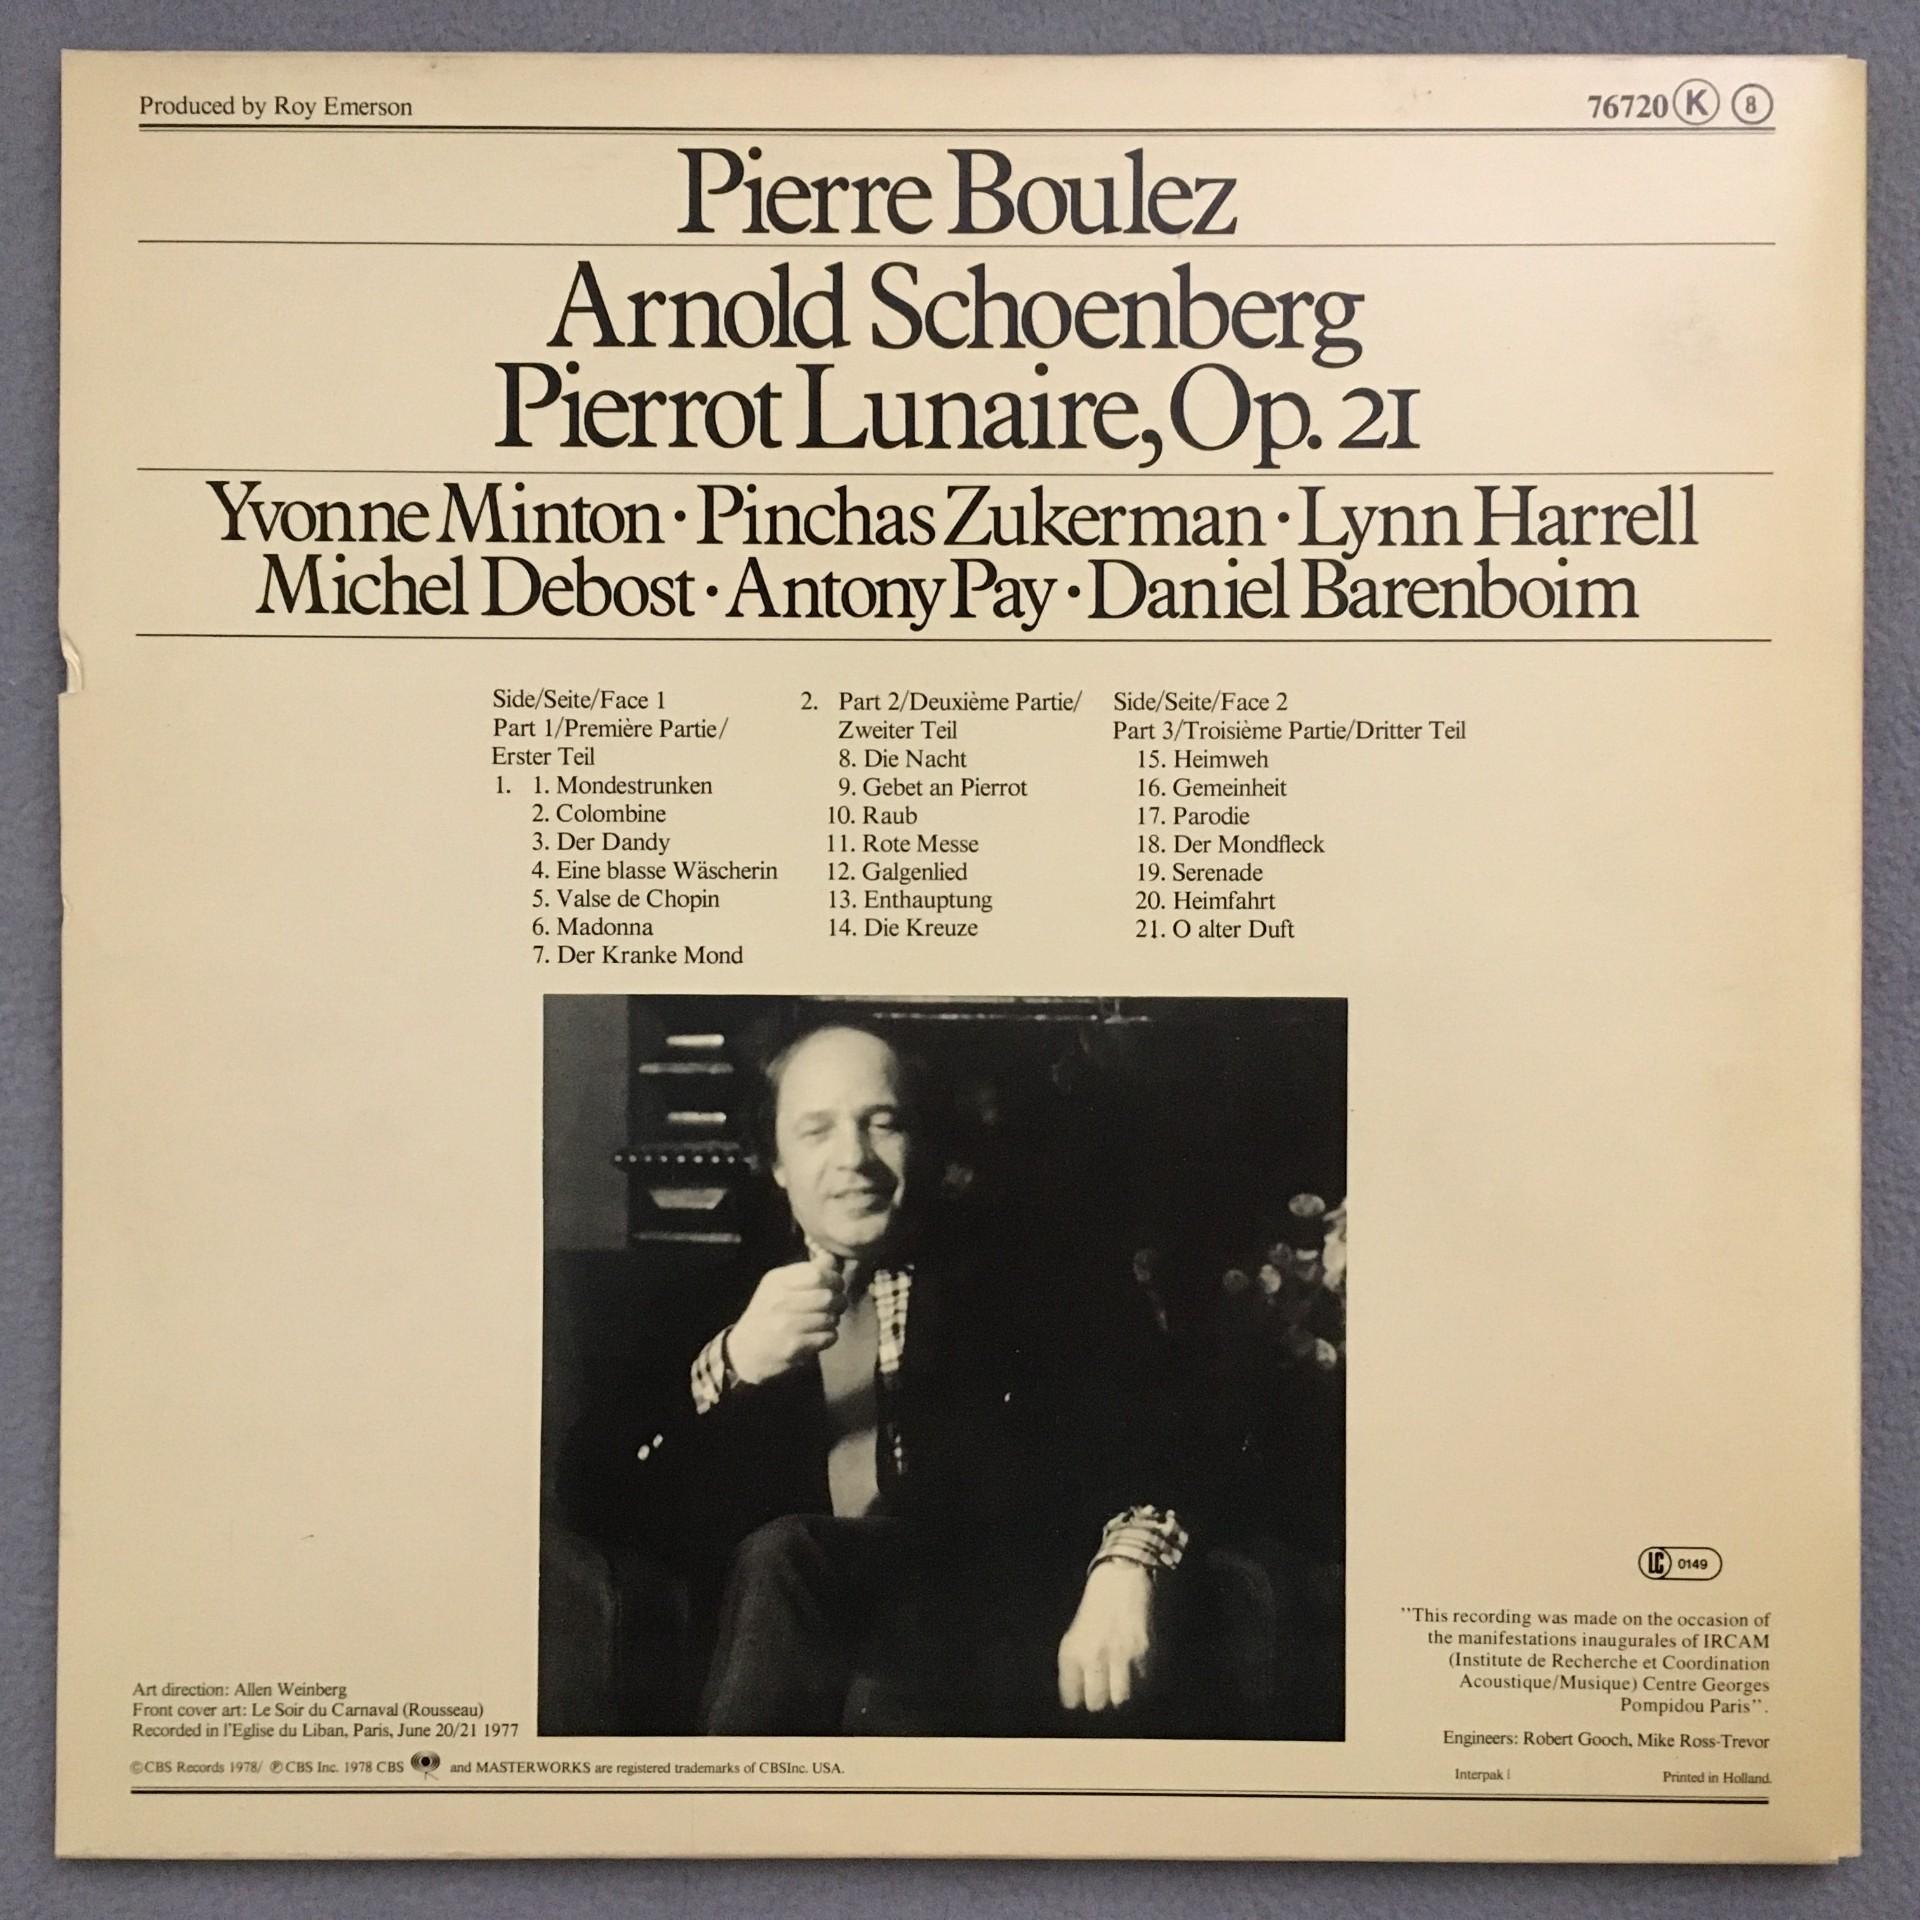 Produced by Roy Emerson
76720 K 8
Pierre Boulez
Arnold Schoenberg
Pierrot Lunaire, Op. 21
Yvonne Minton · Pinchas Zukerman · Lynn Harrell
Michel Debost · Antony Pay · Daniel Barenboim
Side/Seite/Face 1
Part 1/Première Partie/
Erster Teil
1. 1. Mondestrunken
2. Colombine
3. Der Dandy
4. Eine blasse Wäscherin
5. Valse de Chopin
6. Madonna
7. Der Kranke Mond
2. Part 2/Deuxième Partie/
Zweiter Teil
8. Die Nacht
9. Gebet an Pierrot
10. Raub
11. Rote Messe
12. Galgenlied
13. Enthauptung
14. Die Kreuze
Side/Seite/Face 2
Part 3/Troisième Partie/Dritter Teil
15. Heimweh
16. Gemeinheit
17. Parodie
18. Der Mondfleck
19. Serenade
20. Heimfahrt
21. O alter Duft
LC 0149
"This recording was made on the occasion of
the manifestations inaugurales of IRCAM
(Institute de Recherche et Coordination
Acoustique/Musique) Centre Georges
Pompidou Paris".
Engineers: Robert Gooch, Mike Ross-Trevor
Art direction: Allen Weinberg
Front cover art: Le Soir du Carnaval (Rousseau)
Recorded in l'Eglise du Liban, Paris, June 20/21 1977
©CBS Records 1978/ ℗CBS Inc. 1978 CBS and MASTERWORKS are registered trademarks of CBSInc. USA.
Interpak
Printed in Holland.